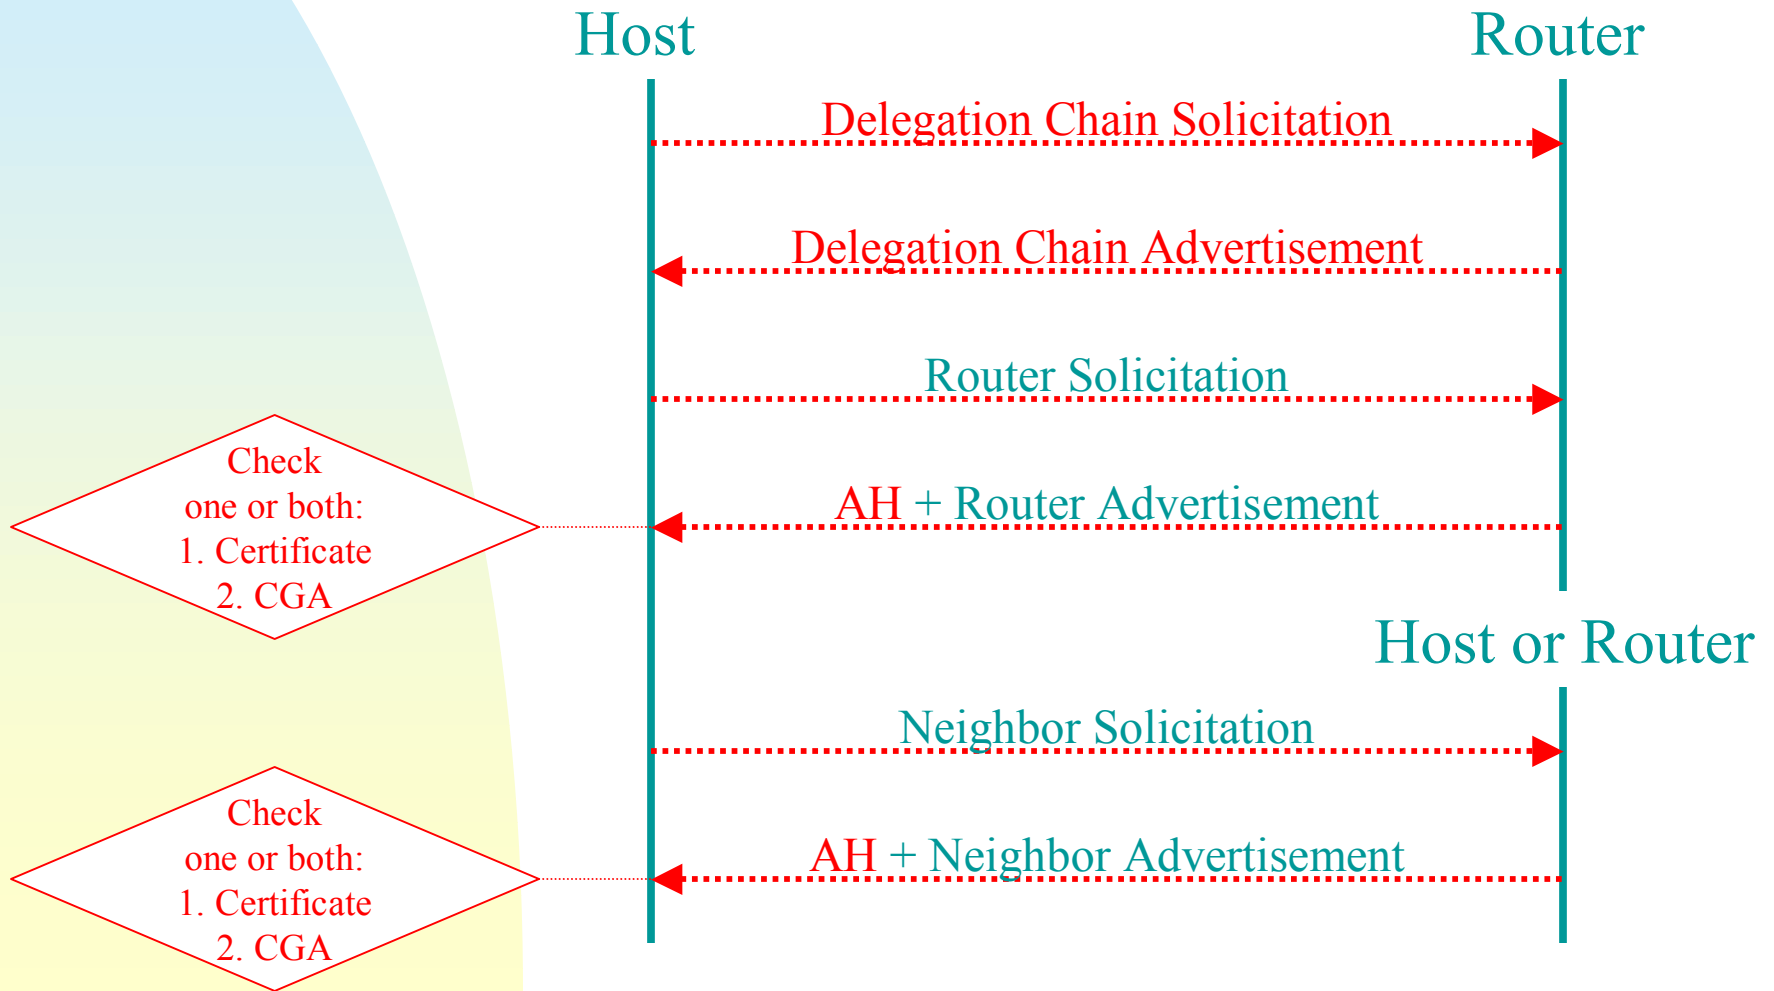 Host
Router
Delegation Chain Solicitation
Delegation Chain Advertisement
Router Solicitation
AH + Router Advertisement
Check
one or both:
1. Certificate
2. CGA
Host or Router
Neighbor Solicitation
AH + Neighbor Advertisement
Check
one or both:
1. Certificate
2. CGA